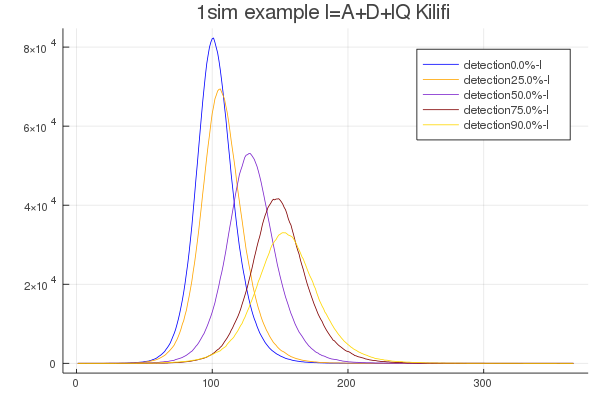 1sim example I=A+D+IQ Kilifi
8×10⁴
6×10⁴
4×10⁴
2×10⁴
0
0
100
200
300
detection0.0%-I
detection25.0%-I
detection50.0%-I
detection75.0%-I
detection90.0%-I